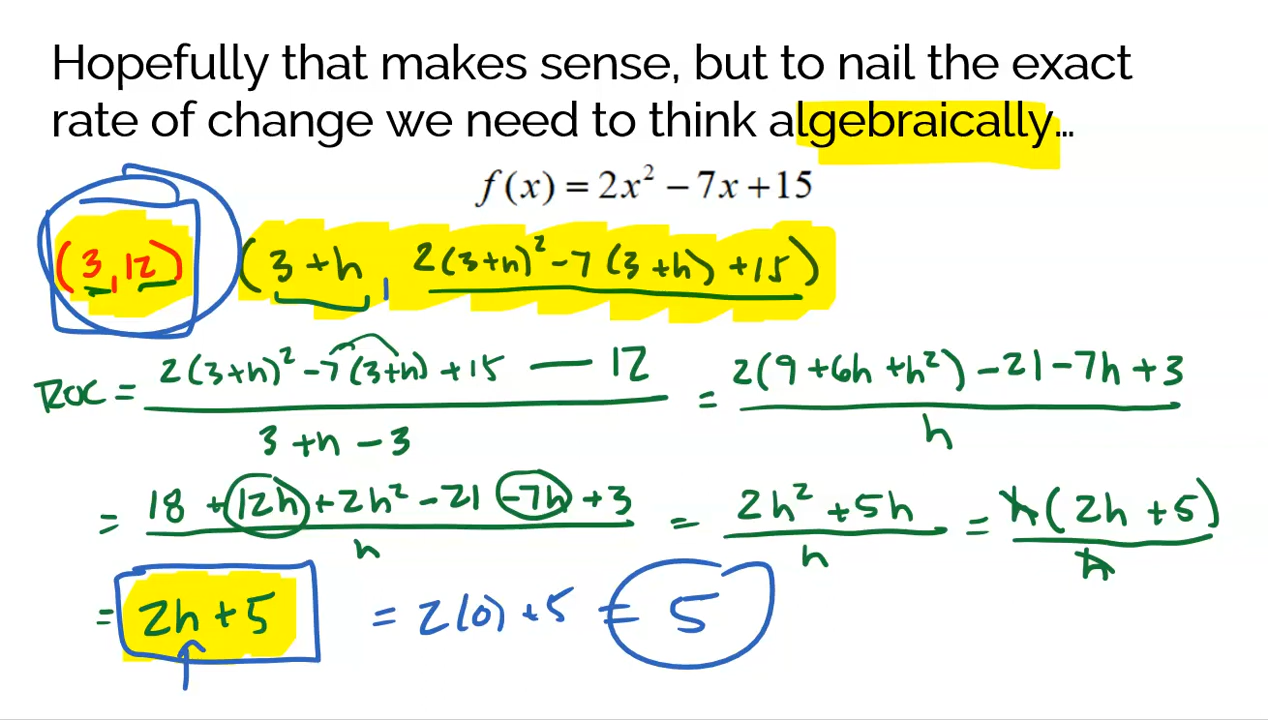 Hopefully that makes sense, but to nail the exact
rate of change we need to think algebraically...
f(x) = 2x² − 7x + 15
(3, 12) (3+h, 2(3+h)² − 7(3+h) + 15)
ROC = 2(3+h)² − 7(3+h) + 15 — 12 / 3 + h − 3 = 2(9 + 6h + h²) − 21 − 7h + 3 / h
= 18 + 12h + 2h² − 21 − 7h + 3 / h = 2h² + 5h / h = h(2h + 5) / h
= 2h + 5 = 2(0) + 5 = 5